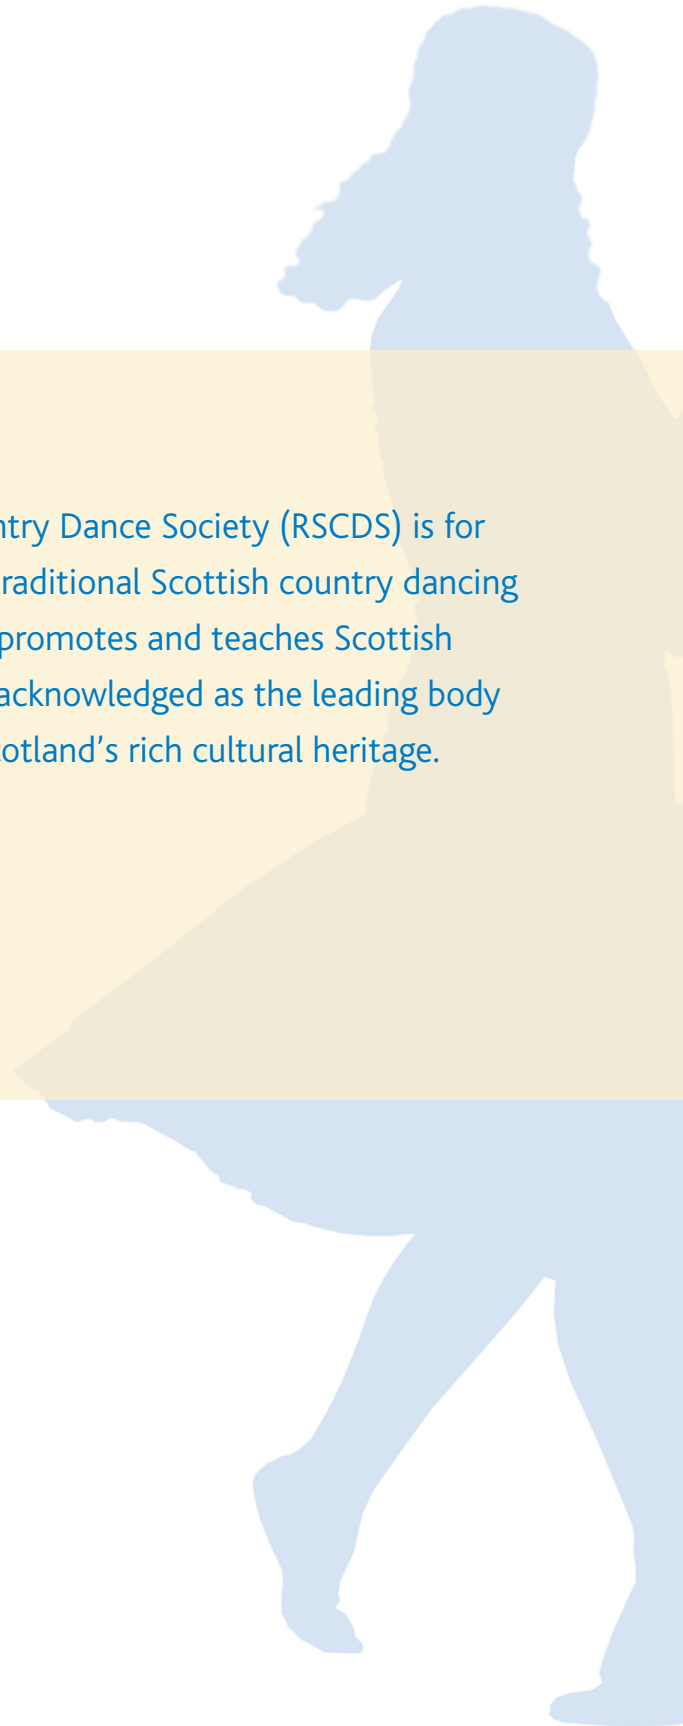 ntry Dance Society (RSCDS) is for
raditional Scottish country dancing
promotes and teaches Scottish
acknowledged as the leading body
otland’s rich cultural heritage.